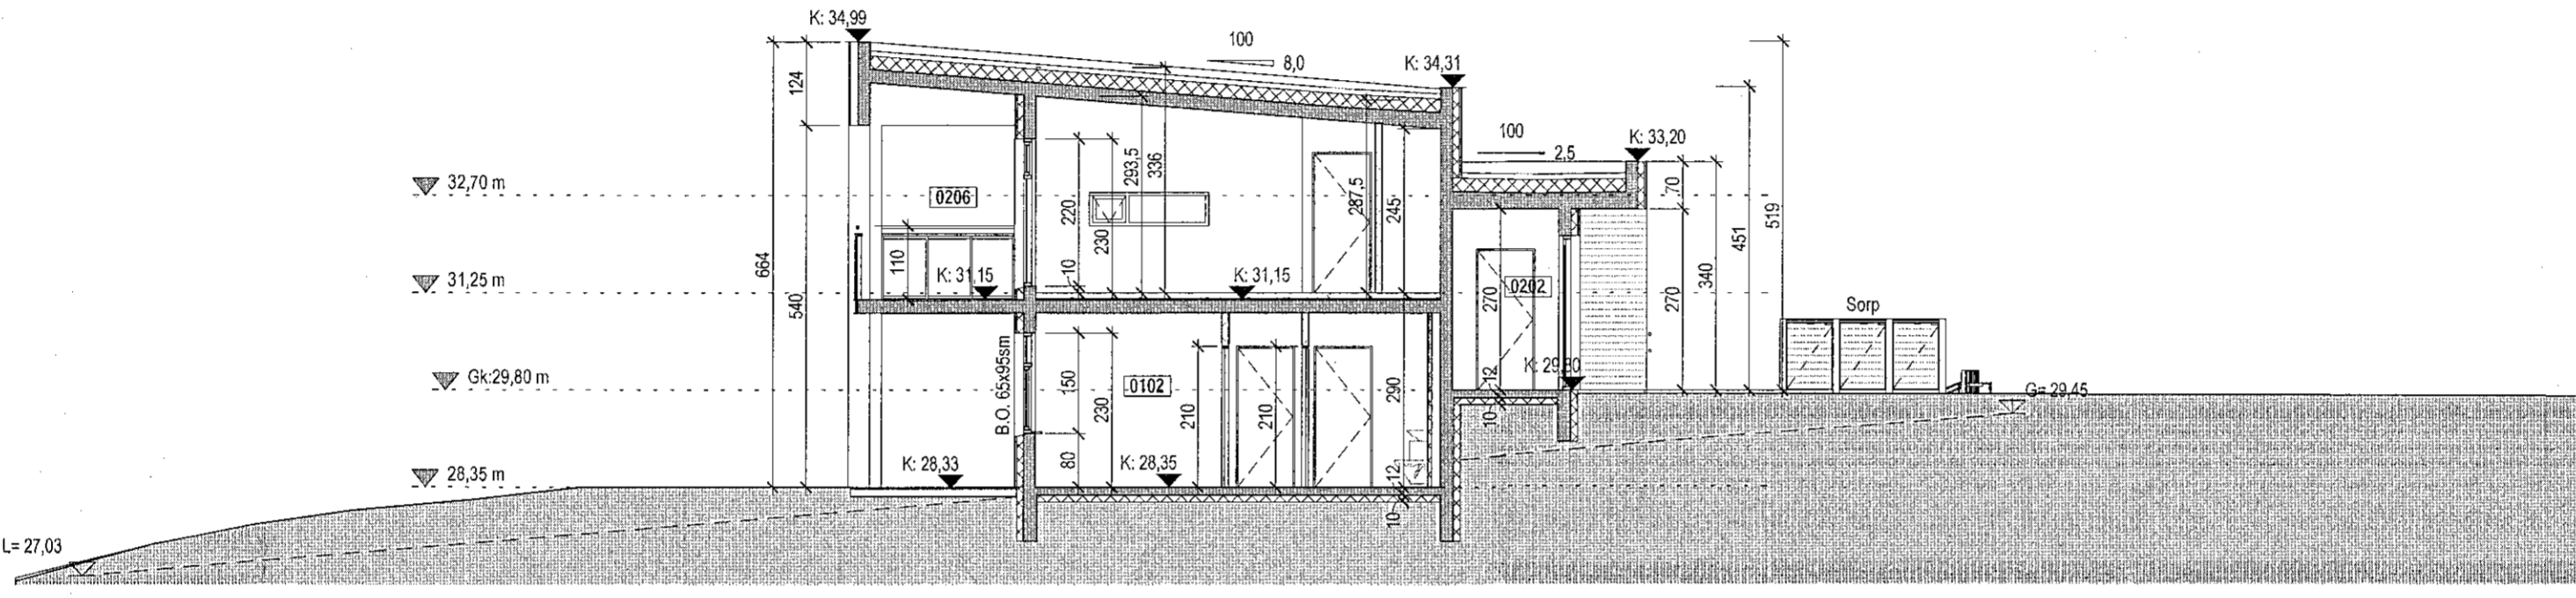 K: 34,99
100
8,0
K: 34,31
124
100
2,5
K: 33,20
32,70 m
0206
293,5
336
287,5
245
70
220
230
519
451
664
540
110
31,25 m
K: 31,15
10
K: 31,15
270
0202
340
270
Sorp
Gk:29,80 m
B.O. 65x95sm
150
230
0102
210
210
290
K: 29,80
12
10
G= 29,45
28,35 m
K: 28,33
80
K: 28,35
12
10
L= 27,03